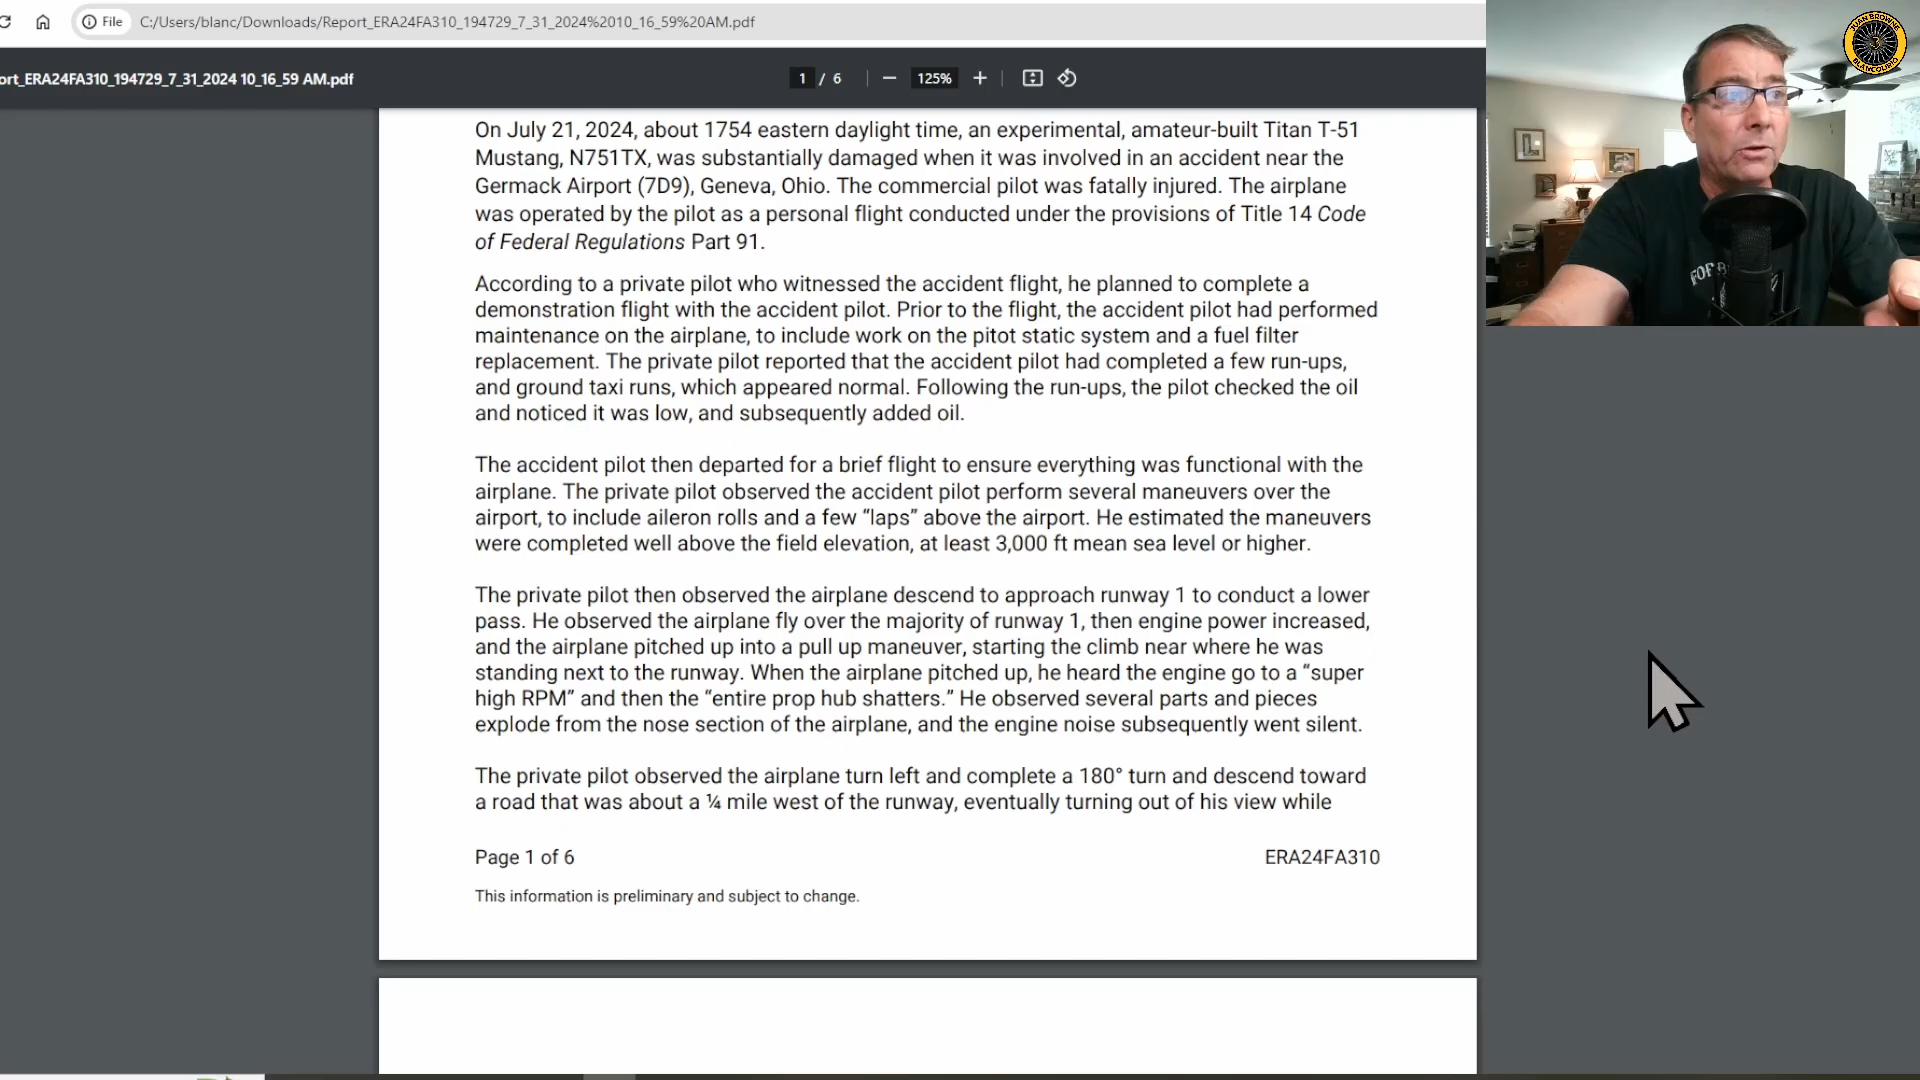 File
C:/Users/blanc/Downloads/Report_ERA24FA310_194729_7_31_2024%2010_16_59%20AM.pdf
ort_ERA24FA310_194729_7_31_2024 10_16_59 AM.pdf
1 / 6
125%
JUAN BROWNE
BLANCOLIRIO
On July 21, 2024, about 1754 eastern daylight time, an experimental, amateur-built Titan T-51
Mustang, N751TX, was substantially damaged when it was involved in an accident near the
Germack Airport (7D9), Geneva, Ohio. The commercial pilot was fatally injured. The airplane
was operated by the pilot as a personal flight conducted under the provisions of Title 14 Code
of Federal Regulations Part 91.
According to a private pilot who witnessed the accident flight, he planned to complete a
demonstration flight with the accident pilot. Prior to the flight, the accident pilot had performed
maintenance on the airplane, to include work on the pitot static system and a fuel filter
replacement. The private pilot reported that the accident pilot had completed a few run-ups,
and ground taxi runs, which appeared normal. Following the run-ups, the pilot checked the oil
and noticed it was low, and subsequently added oil.
The accident pilot then departed for a brief flight to ensure everything was functional with the
airplane. The private pilot observed the accident pilot perform several maneuvers over the
airport, to include aileron rolls and a few “laps” above the airport. He estimated the maneuvers
were completed well above the field elevation, at least 3,000 ft mean sea level or higher.
The private pilot then observed the airplane descend to approach runway 1 to conduct a lower
pass. He observed the airplane fly over the majority of runway 1, then engine power increased,
and the airplane pitched up into a pull up maneuver, starting the climb near where he was
standing next to the runway. When the airplane pitched up, he heard the engine go to a “super
high RPM” and then the “entire prop hub shatters.” He observed several parts and pieces
explode from the nose section of the airplane, and the engine noise subsequently went silent.
The private pilot observed the airplane turn left and complete a 180° turn and descend toward
a road that was about a ¼ mile west of the runway, eventually turning out of his view while
Page 1 of 6
ERA24FA310
This information is preliminary and subject to change.